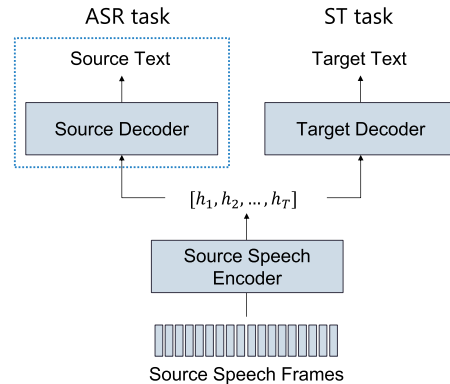 ASR task
ST task
Source Text
Target Text
Source Decoder
Target Decoder
[h₁, h₂, ..., h_T]
Source Speech
Encoder
Source Speech Frames